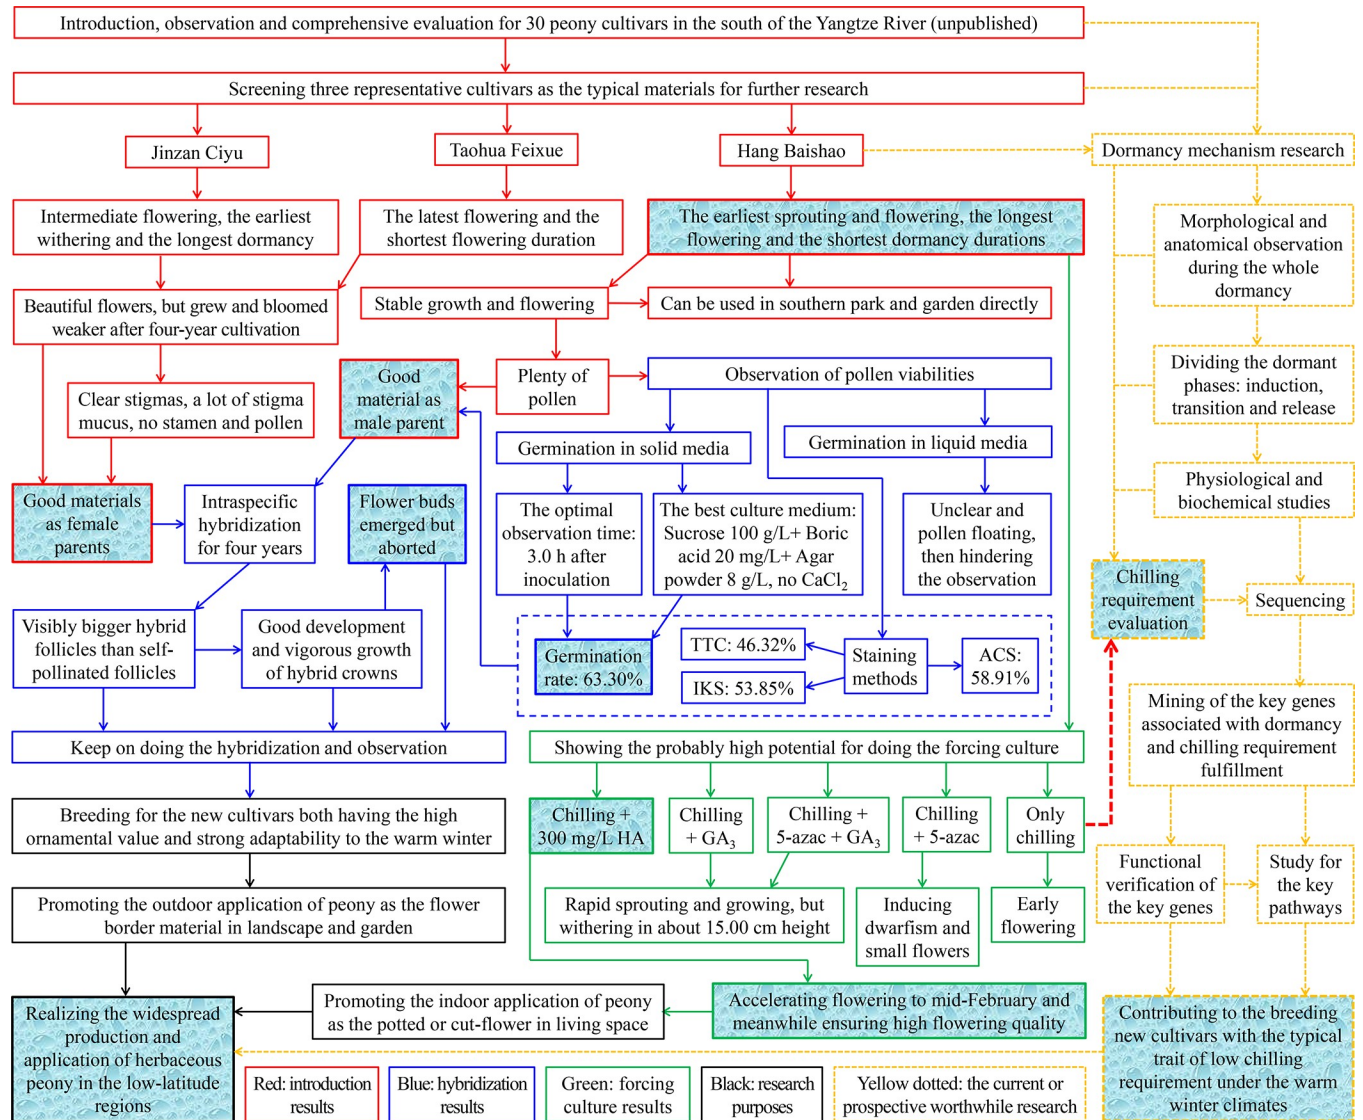 Introduction, observation and comprehensive evaluation for 30 peony cultivars in the south of the Yangtze River (unpublished)
Screening three representative cultivars as the typical materials for further research
Jinzan Ciyu
Taohua Feixue
Hang Baishao
Dormancy mechanism research
Intermediate flowering, the earliest
withering and the longest dormancy
The latest flowering and the
shortest flowering duration
The earliest sprouting and flowering, the longest
flowering and the shortest dormancy durations
Morphological and
anatomical observation
during the whole
dormancy
Beautiful flowers, but grew and bloomed
weaker after four-year cultivation
Stable growth and flowering
Can be used in southern park and garden directly
Dividing the dormant
phases: induction,
transition and release
Clear stigmas, a lot of stigma
mucus, no stamen and pollen
Good
material as
male parent
Plenty of
pollen
Observation of pollen viabilities
Germination in solid media
Germination in liquid media
Physiological and
biochemical studies
Good materials
as female
parents
Intraspecific
hybridization
for four years
Flower buds
emerged but
aborted
The optimal
observation time:
3.0 h after
inoculation
The best culture medium:
Sucrose 100 g/L+ Boric
acid 20 mg/L+ Agar
powder 8 g/L, no CaCl₂
Unclear and
pollen floating,
then hindering
the observation
Chilling
requirement
evaluation
Sequencing
Visibly bigger hybrid
follicles than self-
pollinated follicles
Good development
and vigorous growth
of hybrid crowns
Germination
rate: 63.30%
TTC: 46.32%
IKS: 53.85%
Staining
methods
ACS:
58.91%
Mining of the key genes
associated with dormancy
and chilling requirement
fulfillment
Keep on doing the hybridization and observation
Showing the probably high potential for doing the forcing culture
Breeding for the new cultivars both having the high
ornamental value and strong adaptability to the warm winter
Chilling +
300 mg/L HA
Chilling
+ GA₃
Chilling +
5-azac + GA₃
Chilling
+ 5-azac
Only
chilling
Functional
verification of
the key genes
Study for
the key
pathways
Promoting the outdoor application of peony as the flower
border material in landscape and garden
Rapid sprouting and growing, but
withering in about 15.00 cm height
Inducing
dwarfism and
small flowers
Early
flowering
Realizing the widespread
production and
application of herbaceous
peony in the low-latitude
regions
Promoting the indoor application of peony
as the potted or cut-flower in living space
Accelerating flowering to mid-February and
meanwhile ensuring high flowering quality
Contributing to the breeding
new cultivars with the typical
trait of low chilling
requirement under the warm
winter climates
Red: introduction
results
Blue: hybridization
results
Green: forcing
culture results
Black: research
purposes
Yellow dotted: the current or
prospective worthwhile research